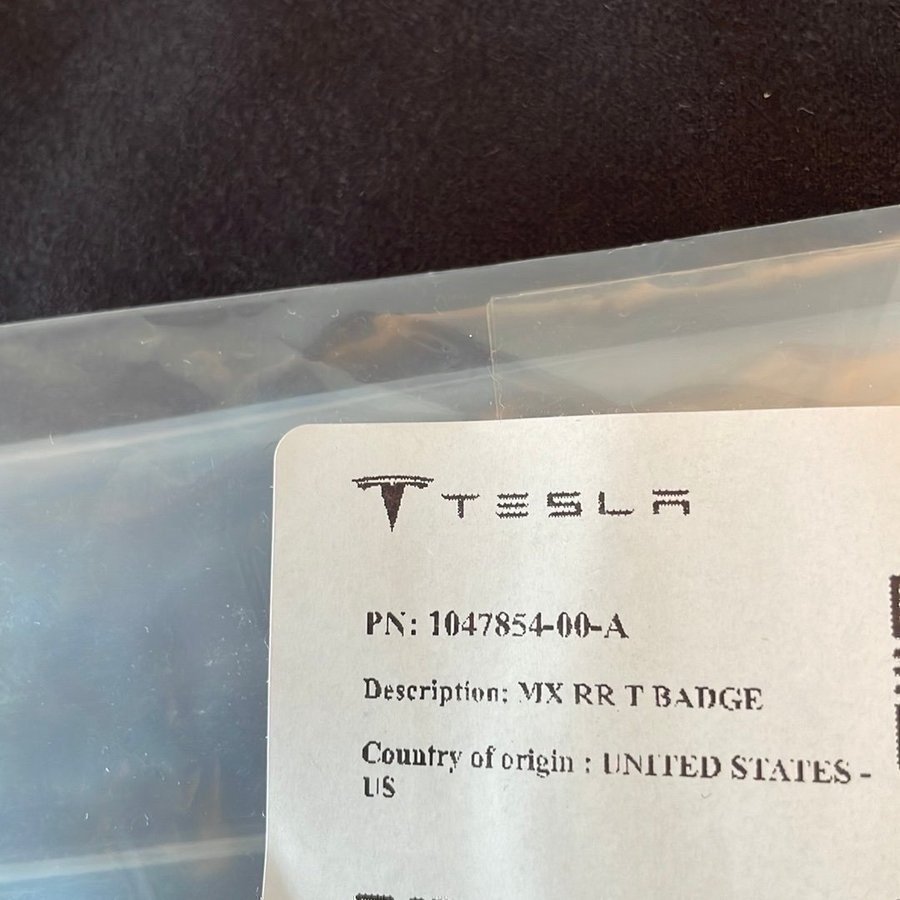 TESLA
PN: 1047854-00-A
Description: MX RR T BADGE
Country of origin : UNITED STATES -
US